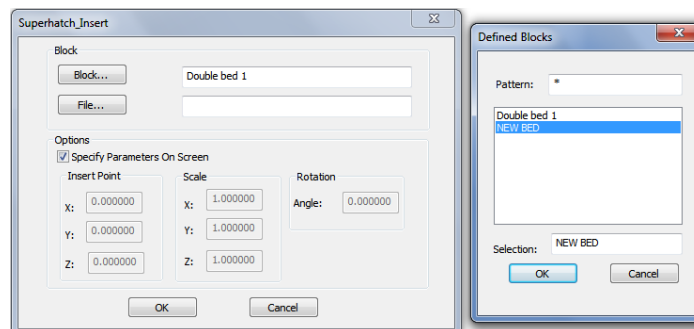 Superhatch_Insert
Block
Block...
Double bed 1
File...
Options
Specify Parameters On Screen
Insert Point
X: 0.000000
Y: 0.000000
Z: 0.000000
Scale
X: 1.000000
Y: 1.000000
Z: 1.000000
Rotation
Angle: 0.000000
OK
Cancel
Defined Blocks
Pattern: *
Double bed 1
NEW BED
Selection: NEW BED
OK
Cancel